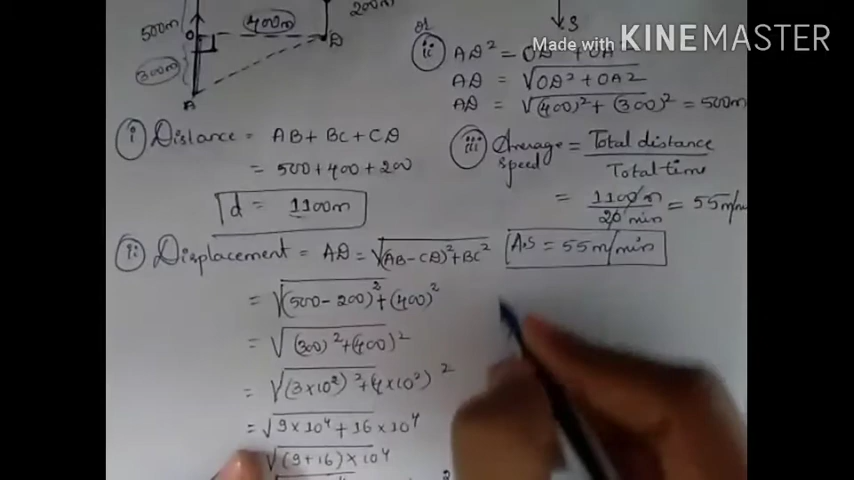 200m
500m
400m
O
D
300m
A
S
Made with KINEMASTER
or
ii AD² = OD² + OA²
AD = √OD² + OA2
AD = √(400)² + (300)² = 500m
i Distance = AB + BC + CD
= 500 + 400 + 200
d = 1100m
iii Average speed = Total distance / Total time
= 1100 m / 20 min = 55 m/m
A.S = 55 m/min
ii Displacement = AD = √(AB - CD)² + BC²
= √(500 - 200)² + (400)²
= √(300)² + (400)²
= √(3×10²)² + (4×10²)²
= √9×10⁴ + 16×10⁴
√(9+16)×10⁴